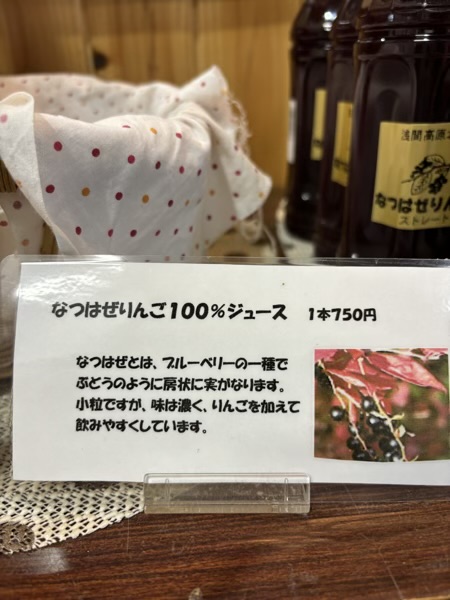 浅間高原
なつはぜりん
ストレート
なつはぜりんご100%ジュース 1本750円
なつはぜとは、ブルーベリーの一種で
ぶどうのように房状に実がなります。
小粒ですが、味は濃く、りんごを加えて
飲みやすくしています。